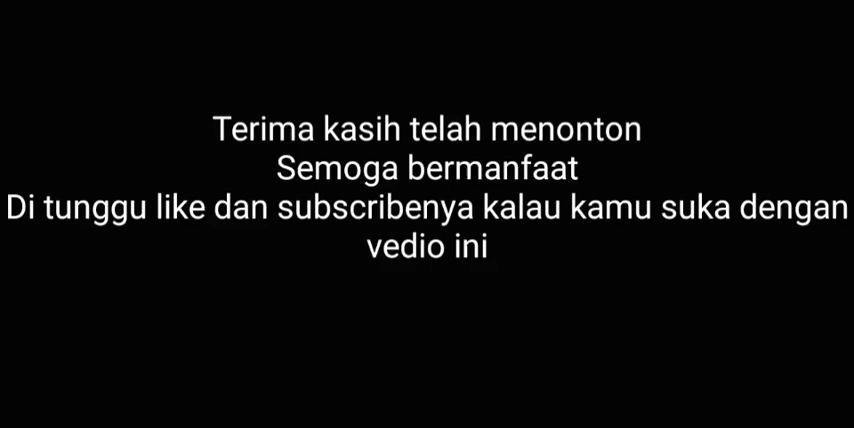 Terima kasih telah menonton
Semoga bermanfaat
Di tunggu like dan subscribenya kalau kamu suka dengan
vedio ini